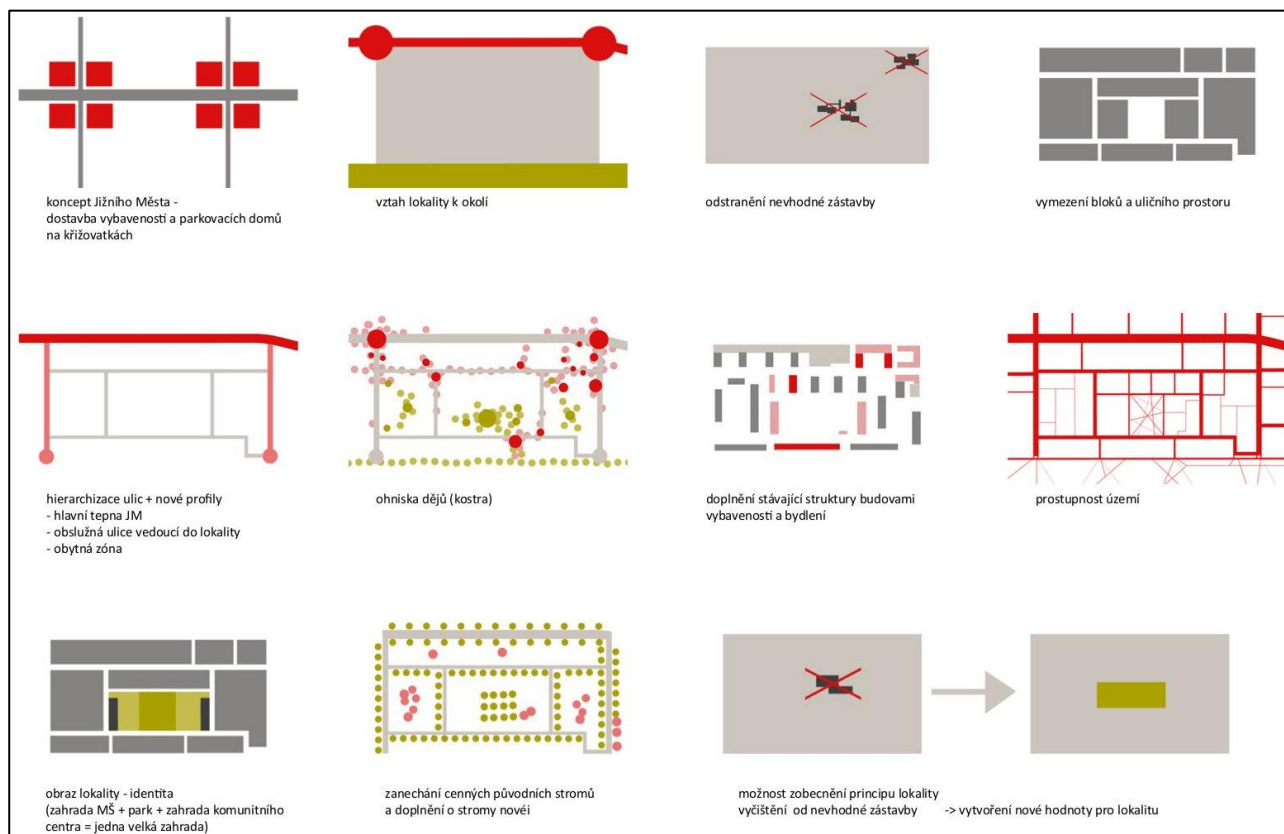 koncept Jižního Města -
dostavba vybavenosti a parkovacích domů
na křižovatkách
vztah lokality k okolí
odstranění nevhodné zástavby
vymezení bloků a uličního prostoru
hierarchizace ulic + nové profily
- hlavní tepna JM
- obslužná ulice vedoucí do lokality
- obytná zóna
ohniska dějů (kostra)
doplnění stávající struktury budovami
vybavenosti a bydlení
prostupnost území
obraz lokality - identita
(zahrada MŠ + park + zahrada komunitního
centra = jedna velká zahrada)
zanechání cenných původních stromů
a doplnění o stromy novéi
možnost zobecnění principu lokality
vyčištění od nevhodné zástavby -> vytvoření nové hodnoty pro lokalitu